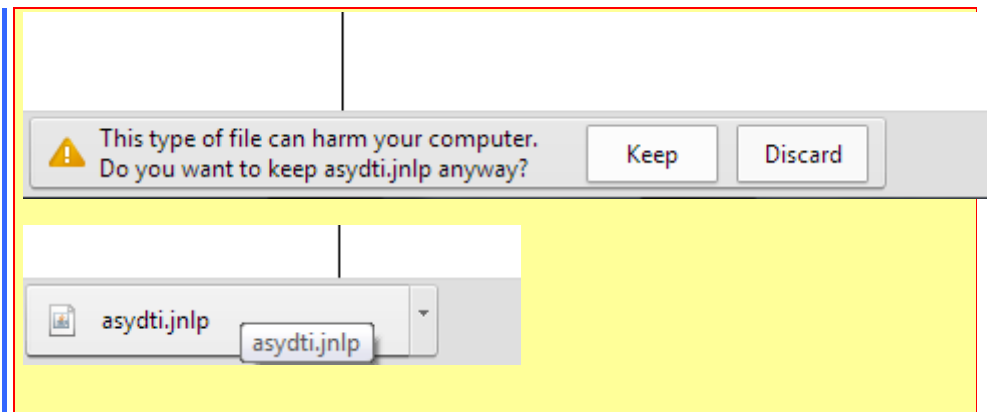 This type of file can harm your computer.
Do you want to keep asydti.jnlp anyway?
Keep
Discard
asydti.jnlp
asydti.jnlp